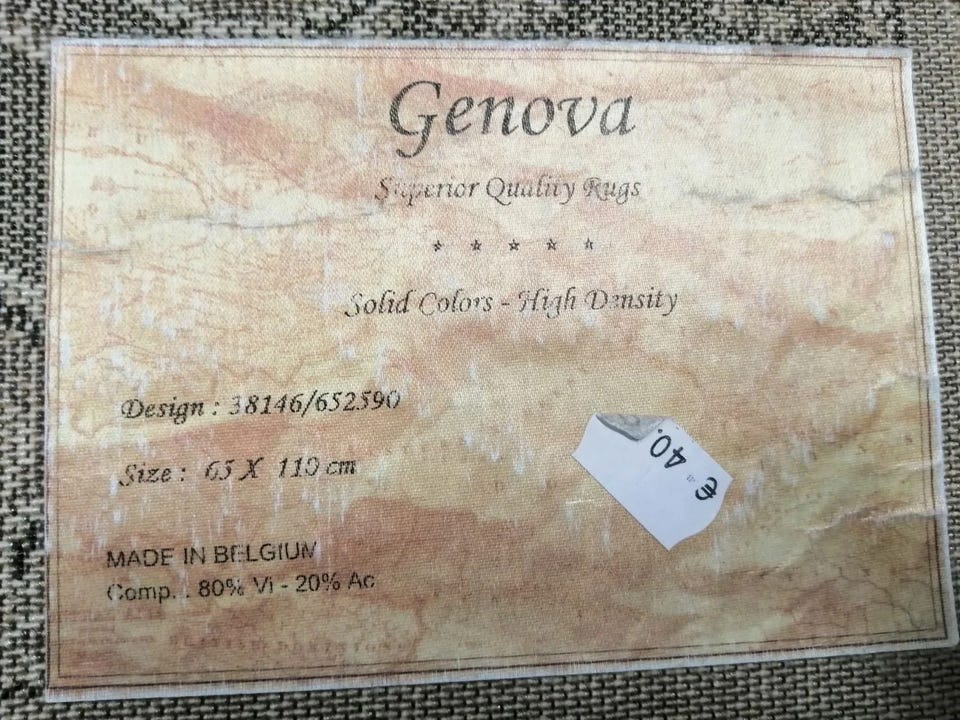 Genova
Superior Quality Rugs
☆ ☆ ☆ ☆ ☆
Solid Colors - High Density
Design : 38146/652590
Size : 65 X 110 cm
€ 40.
MADE IN BELGIUM
Comp. : 80% Vi - 20% Ac